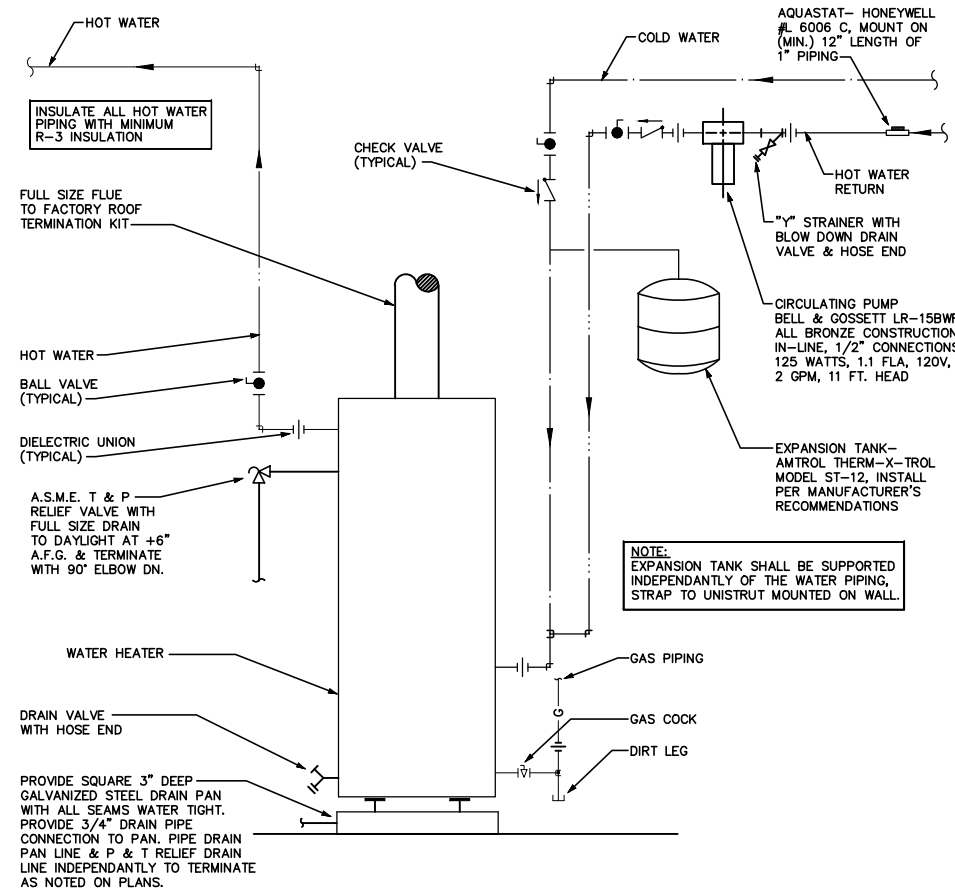 HOT WATER
INSULATE ALL HOT WATER
PIPING WITH MINIMUM
R-3 INSULATION
FULL SIZE FLUE
TO FACTORY ROOF
TERMINATION KIT
HOT WATER
BALL VALVE
(TYPICAL)
DIELECTRIC UNION
(TYPICAL)
A.S.M.E. T & P
RELIEF VALVE WITH
FULL SIZE DRAIN
TO DAYLIGHT AT +6"
A.F.G. & TERMINATE
WITH 90° ELBOW DN.
WATER HEATER
DRAIN VALVE
WITH HOSE END
PROVIDE SQUARE 3" DEEP
GALVANIZED STEEL DRAIN PAN
WITH ALL SEAMS WATER TIGHT.
PROVIDE 3/4" DRAIN PIPE
CONNECTION TO PAN. PIPE DRAIN
PAN LINE & P & T RELIEF DRAIN
LINE INDEPENDANTLY TO TERMINATE
AS NOTED ON PLANS.
CHECK VALVE
(TYPICAL)
COLD WATER
AQUASTAT- HONEYWELL
#L 6006 C, MOUNT ON
(MIN.) 12" LENGTH OF
1" PIPING
HOT WATER
RETURN
"Y" STRAINER WITH
BLOW DOWN DRAIN
VALVE & HOSE END
CIRCULATING PUMP
BELL & GOSSETT LR-15BWF
ALL BRONZE CONSTRUCTION
IN-LINE, 1/2" CONNECTIONS
125 WATTS, 1.1 FLA, 120V,
2 GPM, 11 FT. HEAD
EXPANSION TANK-
AMTROL THERM-X-TROL
MODEL ST-12, INSTALL
PER MANUFACTURER'S
RECOMMENDATIONS
NOTE:
EXPANSION TANK SHALL BE SUPPORTED
INDEPENDANTLY OF THE WATER PIPING,
STRAP TO UNISTRUT MOUNTED ON WALL.
GAS PIPING
G
GAS COCK
DIRT LEG